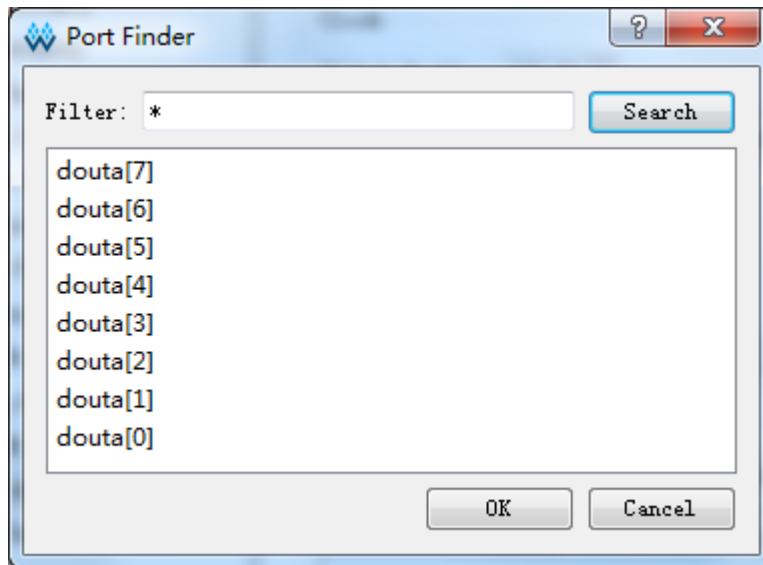 Port Finder
Filter: * Search
douta[7]
douta[6]
douta[5]
douta[4]
douta[3]
douta[2]
douta[1]
douta[0]
OK Cancel